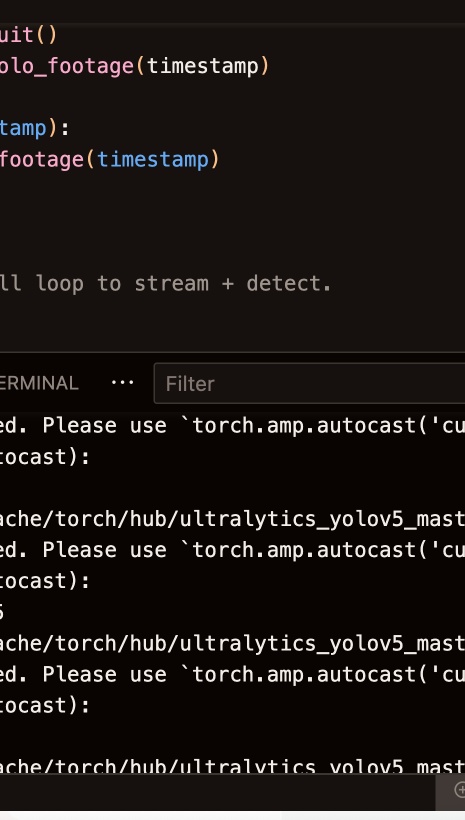 uit()
olo_footage(timestamp)
tamp):
footage(timestamp)
ll loop to stream + detect.
ERMINAL ··· Filter
ed. Please use `torch.amp.autocast('cu
tocast):
ache/torch/hub/ultralytics_yolov5_mast
ed. Please use `torch.amp.autocast('cu
tocast):
5
ache/torch/hub/ultralytics_yolov5_mast
ed. Please use `torch.amp.autocast('cu
tocast):
ache/torch/hub/ultralytics_yolov5_mast